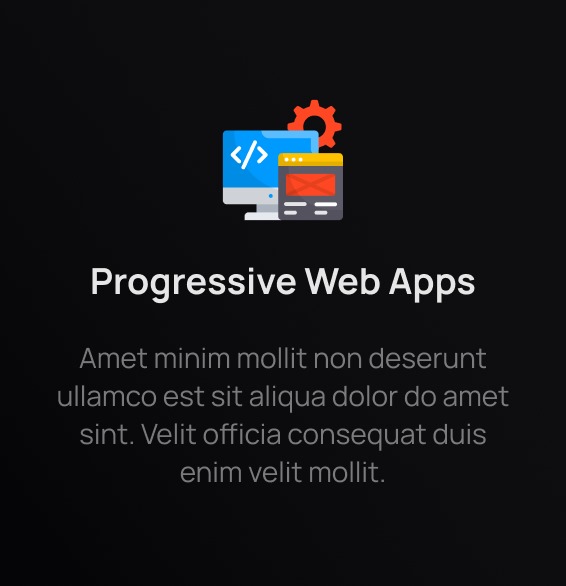 </>
Progressive Web Apps
Amet minim mollit non deserunt
ullamco est sit aliqua dolor do amet
sint. Velit officia consequat duis
enim velit mollit.